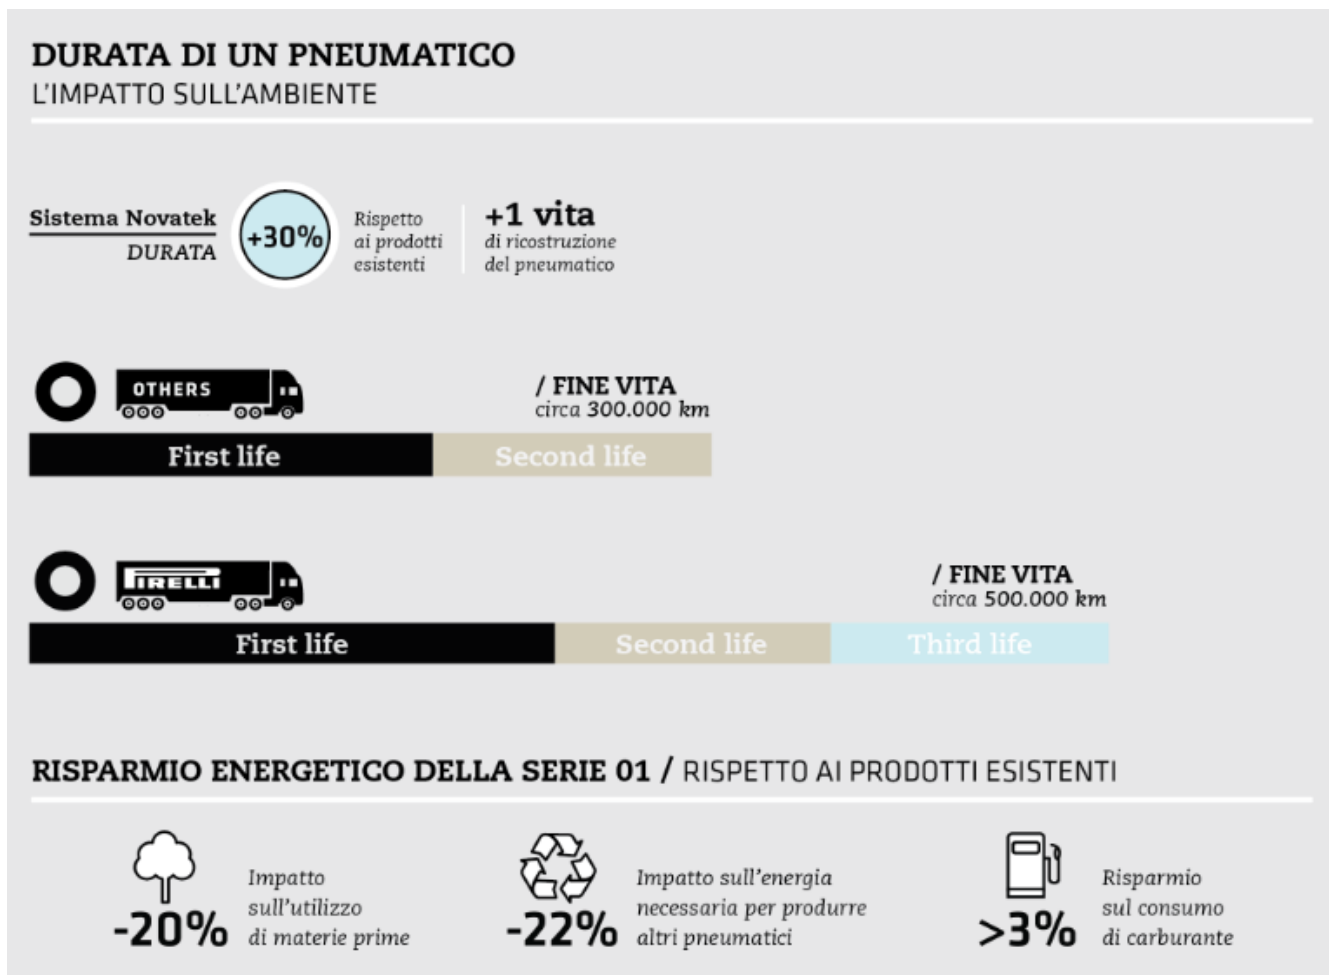 DURATA DI UN PNEUMATICO
L'IMPATTO SULL'AMBIENTE
Sistema Novatek
DURATA
+30%
Rispetto
ai prodotti
esistenti
+1 vita
di ricostruzione
del pneumatico
OTHERS
/ FINE VITA
circa 300.000 km
First life
Second life
PIRELLI
/ FINE VITA
circa 500.000 km
First life
Second life
Third life
RISPARMIO ENERGETICO DELLA SERIE 01 / RISPETTO AI PRODOTTI ESISTENTI
-20%
Impatto
sull'utilizzo
di materie prime
-22%
Impatto sull'energia
necessaria per produrre
altri pneumatici
>3%
Risparmio
sul consumo
di carburante